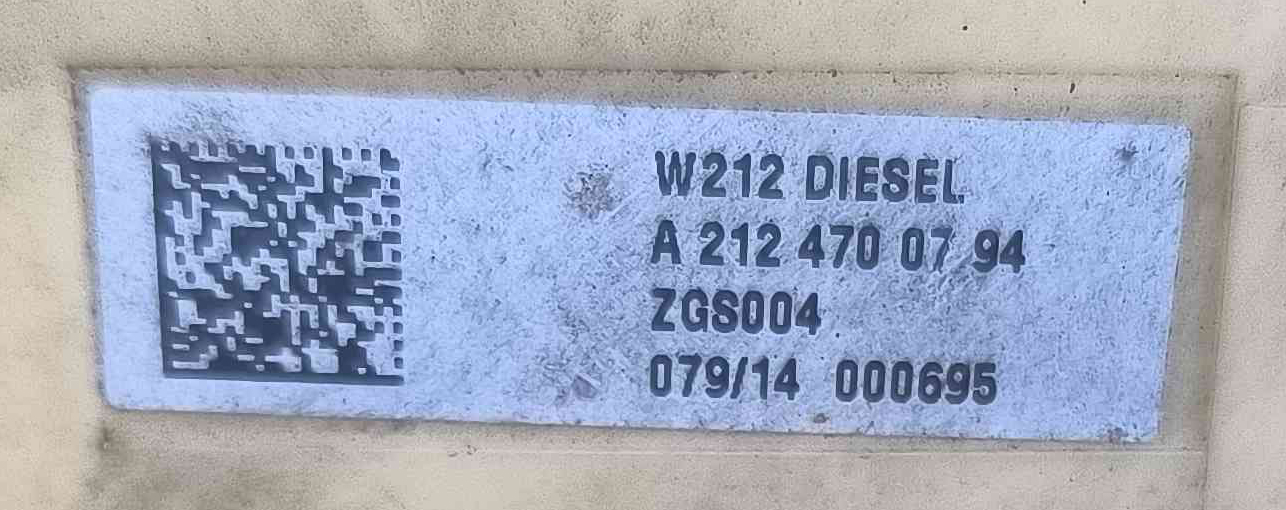 W212 DIESEL
A 212 470 07 94
ZGS004
079/14 000695